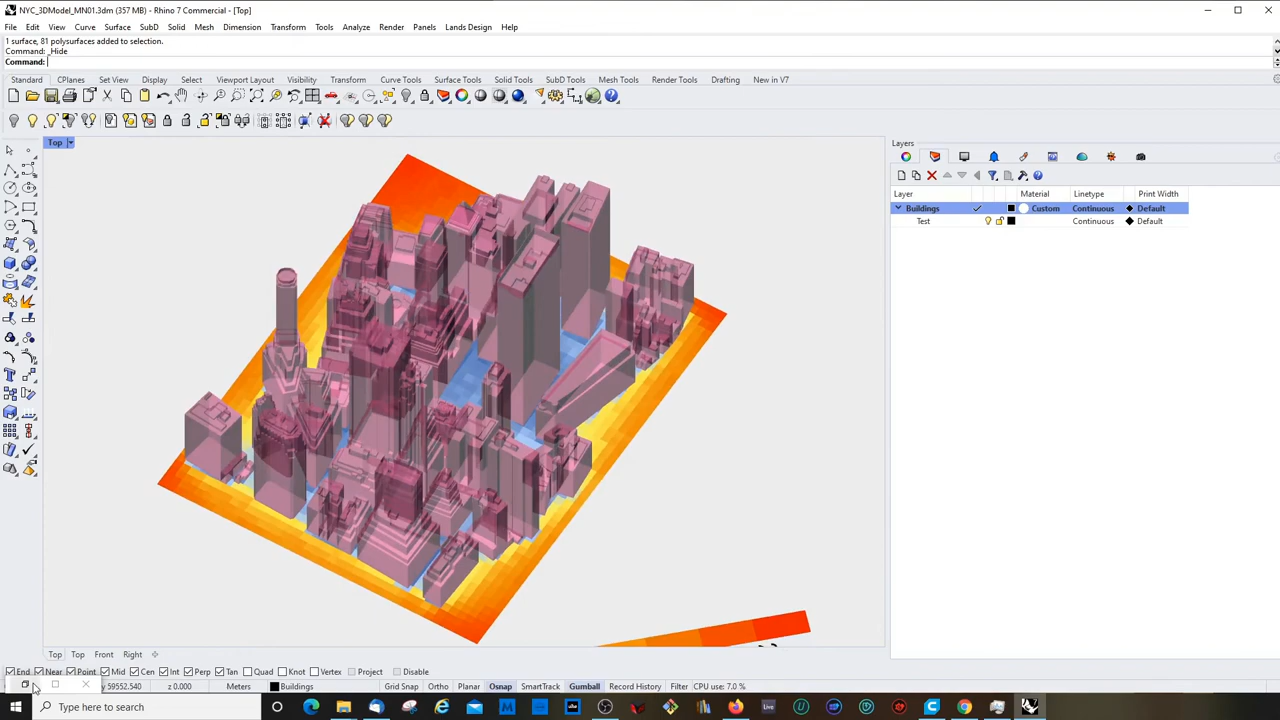 NYC_3DModel_MN01.3dm (357 MB) - Rhino 7 Commercial - [Top]
File Edit View Curve Surface SubD Solid Mesh Dimension Transform Tools Analyze Render Panels Lands Design Help
1 surface, 81 polysurfaces added to selection.
Command: _Hide
Command:
Standard CPlanes Set View Display Select Viewport Layout Visibility Transform Curve Tools Surface Tools Solid Tools SubD Tools Mesh Tools Render Tools Drafting New in V7
Top
Layers
Layer Material Linetype Print Width
Buildings Custom Continuous Default
Test Continuous Default
Top Top Front Right
End Near Point Mid Cen Int Perp Tan Quad Knot Vertex Project Disable
y 59552.540 z 0.000 Meters Buildings Grid Snap Ortho Planar Osnap SmartTrack Gumball Record History Filter CPU use: 7.0 %
Type here to search
Live